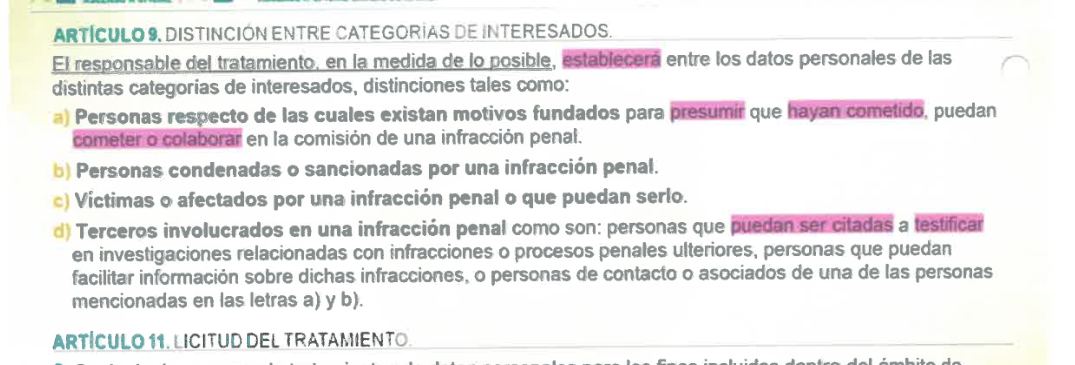 ARTÍCULO 9. DISTINCIÓN ENTRE CATEGORÍAS DE INTERESADOS.
El responsable del tratamiento, en la medida de lo posible, establecerá entre los datos personales de las
distintas categorías de interesados, distinciones tales como:
a) Personas respecto de las cuales existan motivos fundados para presumir que hayan cometido, puedan
cometer o colaborar en la comisión de una infracción penal.
b) Personas condenadas o sancionadas por una infracción penal.
c) Víctimas o afectados por una infracción penal o que puedan serlo.
d) Terceros involucrados en una infracción penal como son: personas que puedan ser citadas a testificar
en investigaciones relacionadas con infracciones o procesos penales ulteriores, personas que puedan
facilitar información sobre dichas infracciones, o personas de contacto o asociados de una de las personas
mencionadas en las letras a) y b).
ARTÍCULO 11. LICITUD DEL TRATAMIENTO.